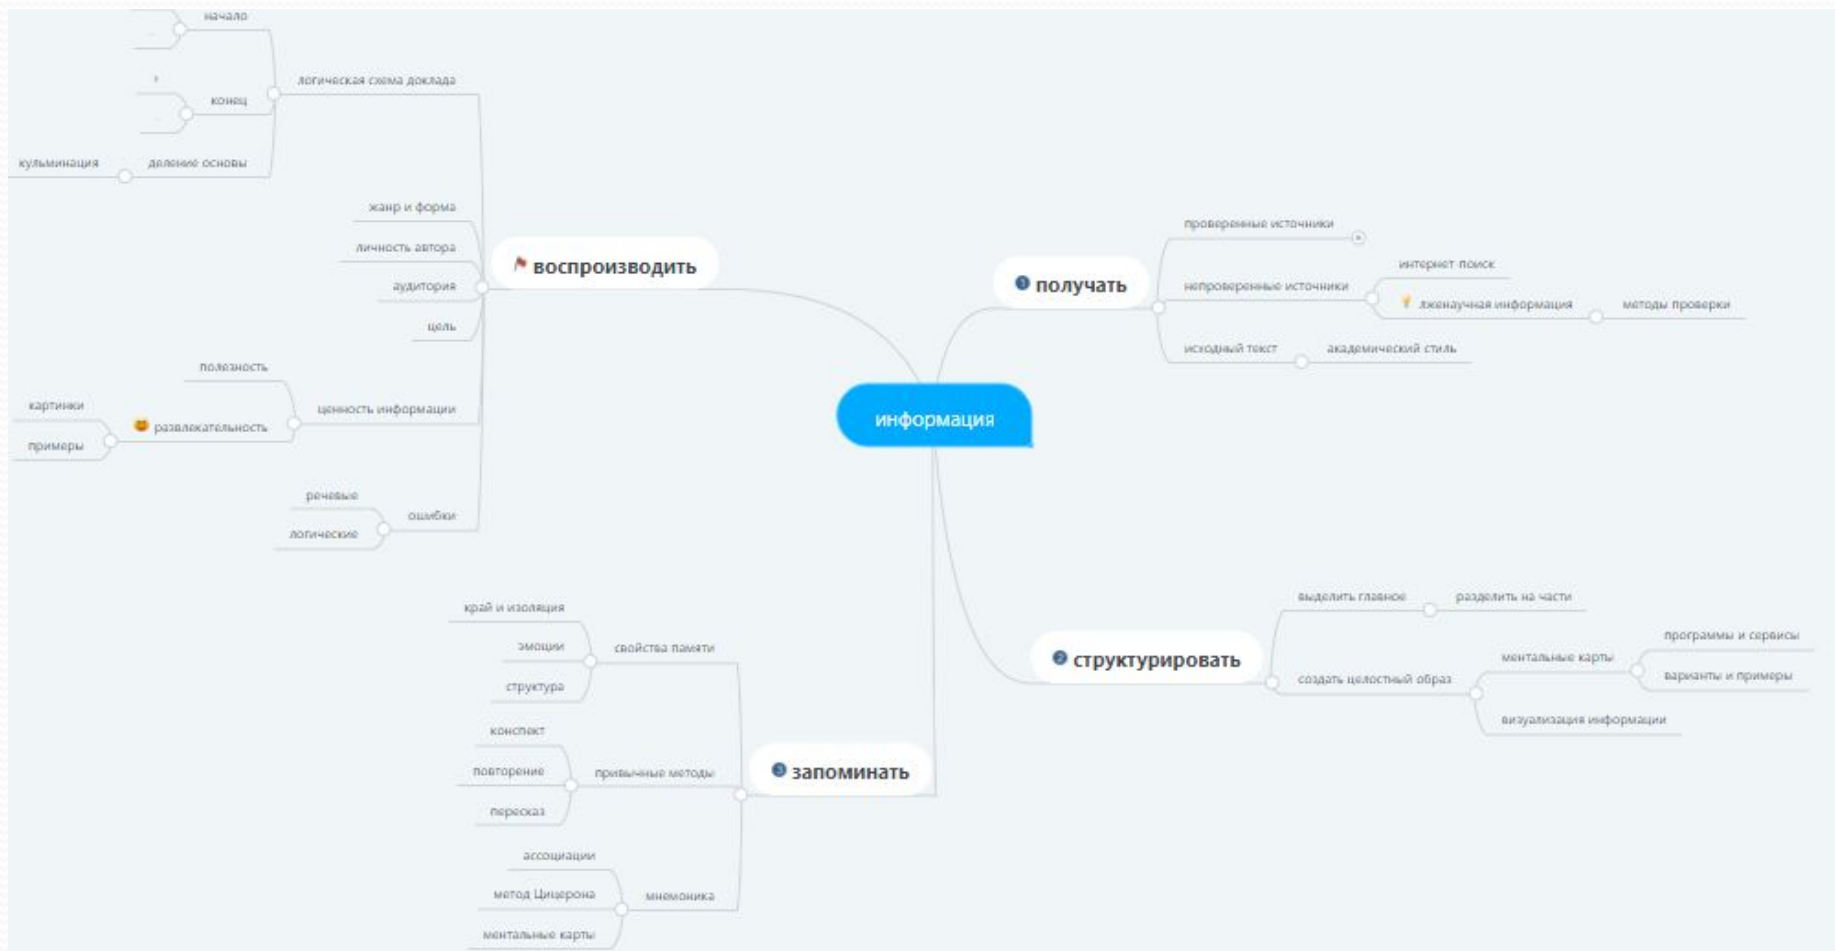 информация
получать
проверенные источники
непроверенные источники
интернет поиск
лженаучная информация
методы проверки
исходный текст
академический стиль
структурировать
выделить главное
разделить на части
создать целостный образ
ментальные карты
программы и сервисы
варианты и примеры
визуализация информации
запоминать
свойства памяти
край и изоляция
эмоции
структура
привычные методы
конспект
повторение
пересказ
мнемоника
ассоциации
метод Цицерона
ментальные карты
воспроизводить
логическая схема доклада
начало
конец
деление основы
кульминация
жанр и форма
личность автора
аудитория
цель
ценность информации
полезность
развлекательность
картинки
примеры
ошибки
речевые
логические